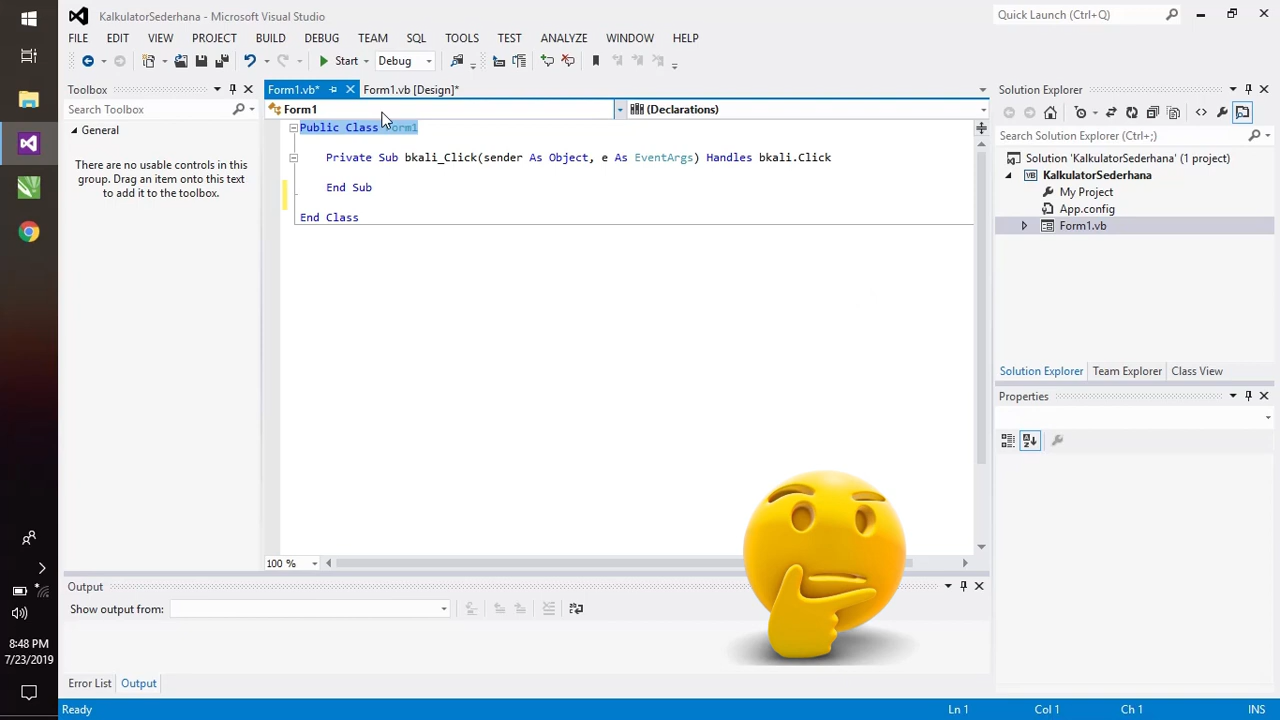 KalkulatorSederhana - Microsoft Visual Studio
Quick Launch (Ctrl+Q)
FILE EDIT VIEW PROJECT BUILD DEBUG TEAM SQL TOOLS TEST ANALYZE WINDOW HELP
Start Debug
Toolbox
Search Toolbox
General
There are no usable controls in this
group. Drag an item onto this text
to add it to the toolbox.
Form1.vb* Form1.vb [Design]*
Form1 (Declarations)
Public Class Form1
Private Sub bkali_Click(sender As Object, e As EventArgs) Handles bkali.Click
End Sub
End Class
100 %
Solution Explorer
Search Solution Explorer (Ctrl+;)
Solution 'KalkulatorSederhana' (1 project)
KalkulatorSederhana
My Project
App.config
Form1.vb
Solution Explorer Team Explorer Class View
Properties
Output
Show output from:
Error List Output
8:48 PM
7/23/2019
Ready Ln 1 Col 1 Ch 1 INS